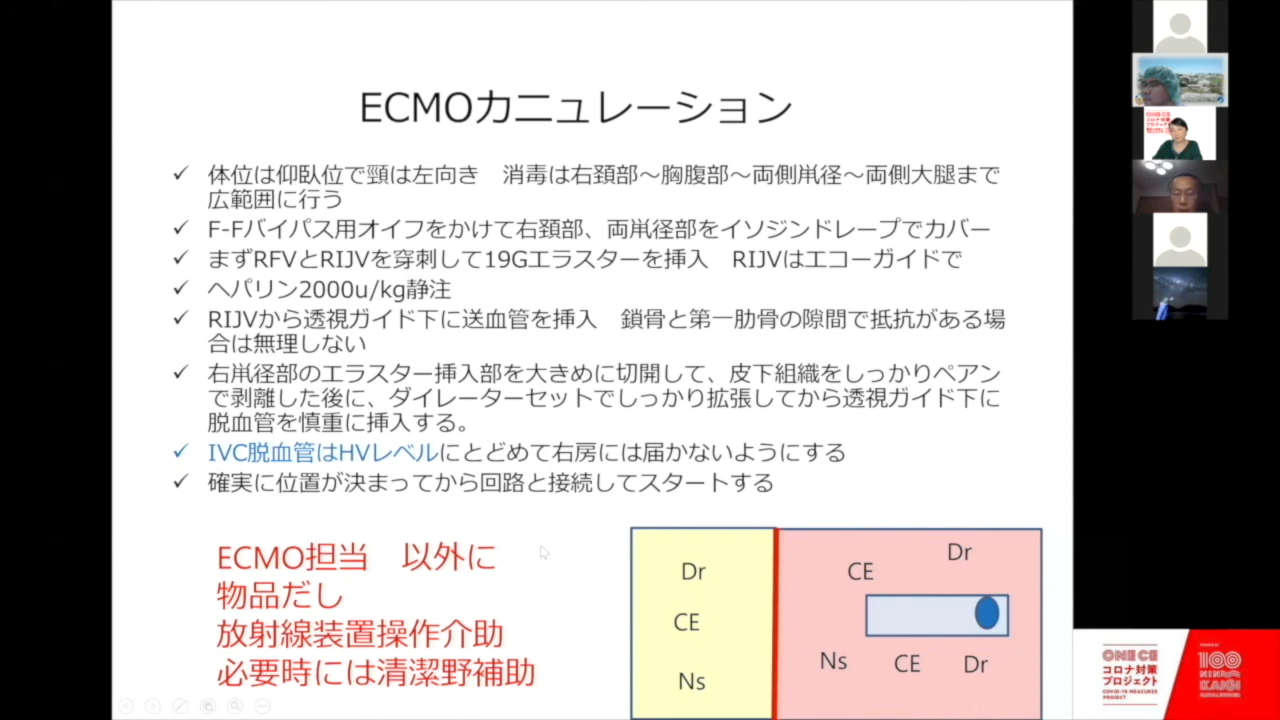 ECMOカニュレーション
✓ 体位は仰臥位で頸は左向き　消毒は右頚部～胸腹部～両側鼡径～両側大腿まで
広範囲に行う
✓ F-Fバイパス用オイフをかけて右頚部、両鼡径部をイソジンドレープでカバー
✓ まずRFVとRIJVを穿刺して19Gエラスターを挿入　RIJVはエコーガイドで
✓ ヘパリン2000u/kg静注
✓ RIJVから透視ガイド下に送血管を挿入　鎖骨と第一肋骨の隙間で抵抗がある場
合は無理しない
✓ 右鼡径部のエラスター挿入部を大きめに切開して、皮下組織をしっかりペアン
で剥離した後に、ダイレーターセットでしっかり拡張してから透視ガイド下に
脱血管を慎重に挿入する。
✓ IVC脱血管はHVレベルにとどめて右房には届かないようにする
✓ 確実に位置が決まってから回路と接続してスタートする
ECMO担当　以外に
物品だし
放射線装置操作介助
必要時には清潔野補助
Dr
CE
Ns
Dr
CE
Ns
CE
Dr
ONE CE
コロナ対策
プロジェクト
COVID-19 MEASURES
PROJECT
100
NIN
KAIGI